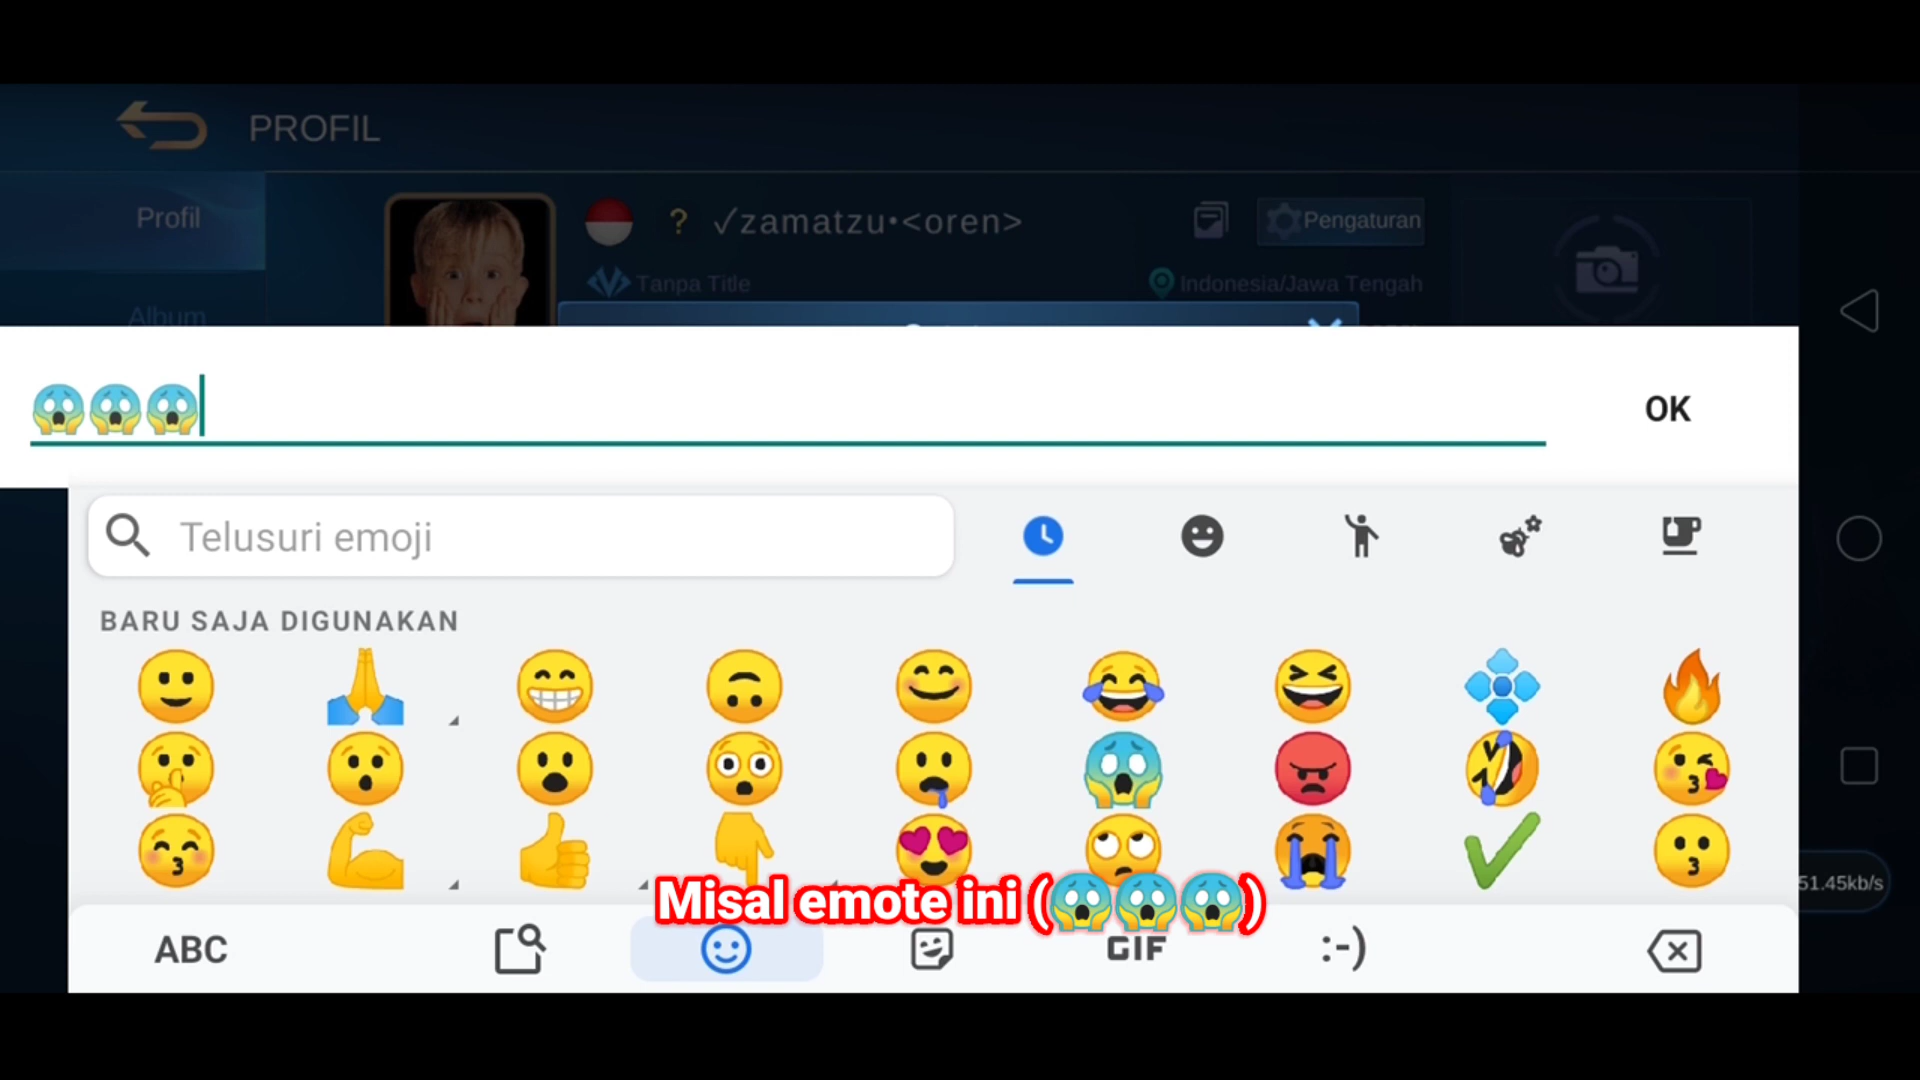 PROFIL
Profil
? ✓zamatzu•<oren>
Pengaturan
Tanpa Title
Indonesia/Jawa Tengah
Album
😱😱😱
OK
Telusuri emoji
BARU SAJA DIGUNAKAN
51.45kb/s
Misal emote ini (😱😱😱)
ABC
GIF
:-)